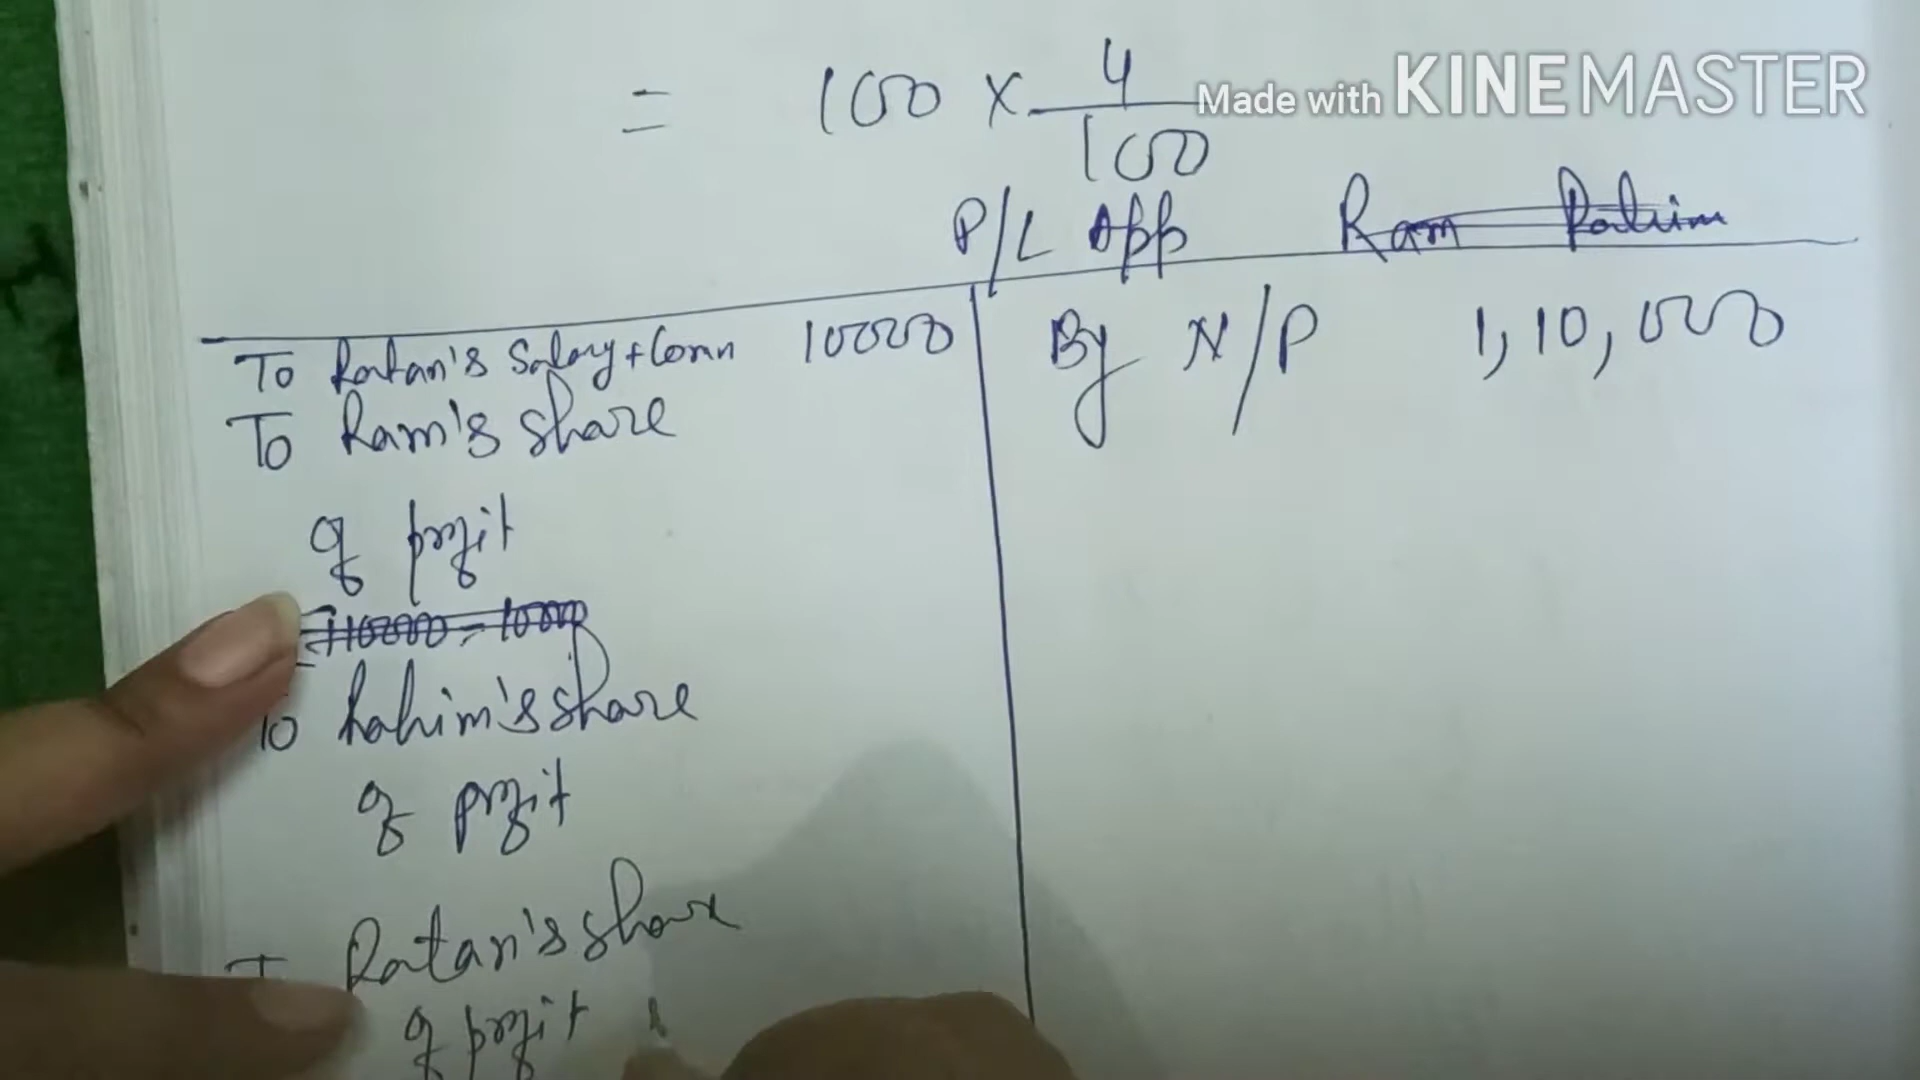 = 100 x 4/100
Made with KINEMASTER
P/L App Ram Rahim
To Ratan's Salary + Comn 10000
By N/P 1,10,000
To Ram's share
of profit
110000 - 10000
To Rahim's share
of profit
Ratan's share
of profit